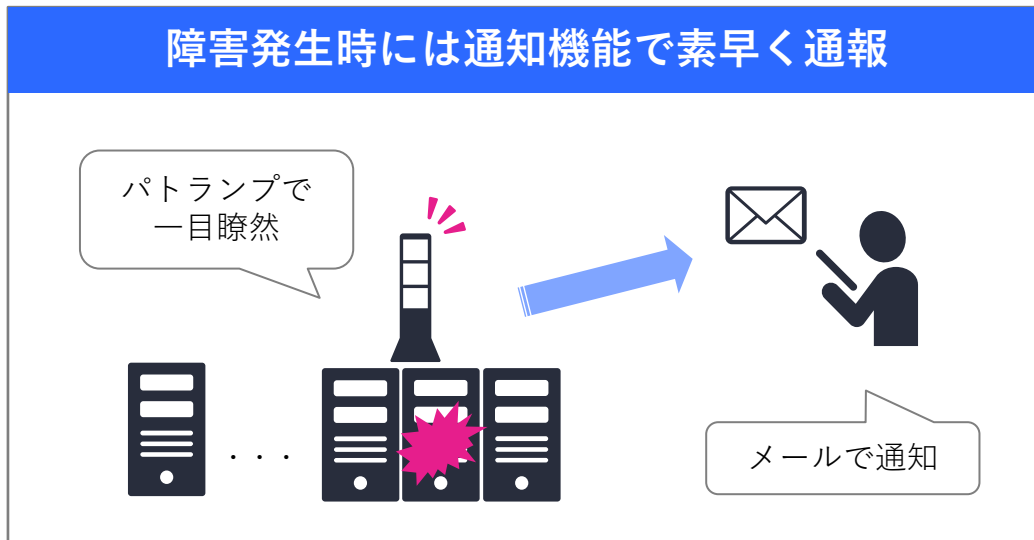 障害発生時には通知機能で素早く通報
パトランプで
一目瞭然
・・・
メールで通知